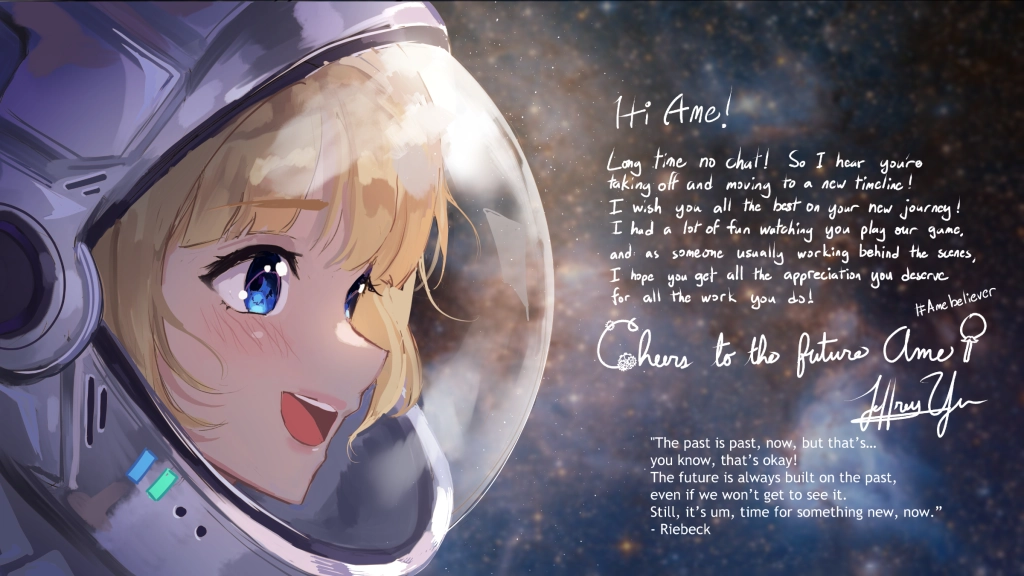 Hi Ame!
Long time no chat! So I hear you're
taking off and moving to a new timeline!
I wish you all the best on your new journey!
I had a lot of fun watching you play our game,
and as someone usually working behind the scenes,
I hope you get all the appreciation you deserve
for all the work you do!
#Amebeliever
Cheers to the future Ame!
Jeffrey Yu
"The past is past, now, but that's...
you know, that's okay!
The future is always built on the past,
even if we won't get to see it.
Still, it's um, time for something new, now."
- Riebeck